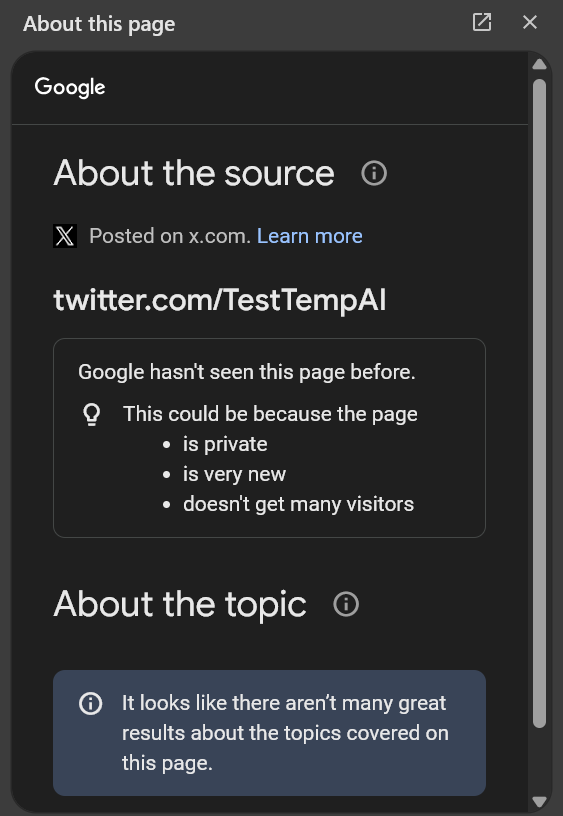 About this page
Google
About the source
Posted on x.com. Learn more
twitter.com/TestTempAI
Google hasn't seen this page before.
This could be because the page
• is private
• is very new
• doesn't get many visitors
About the topic
It looks like there aren’t many great
results about the topics covered on
this page.